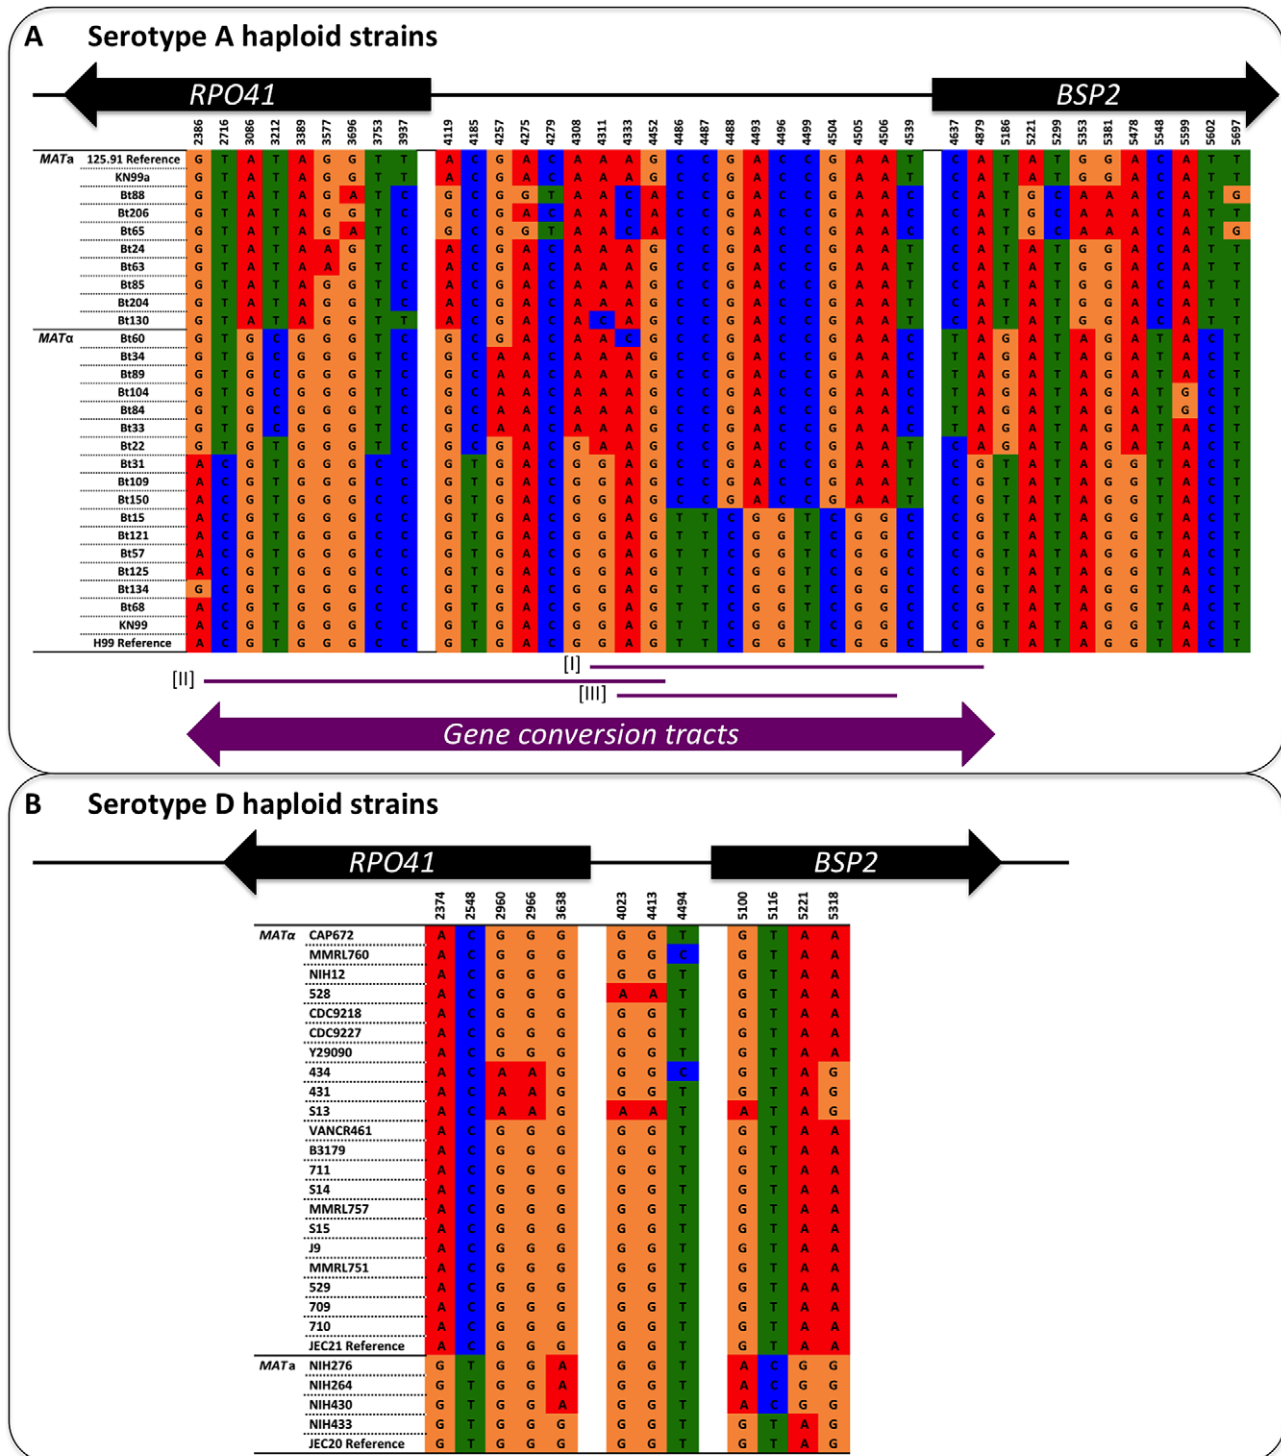 A Serotype A haploid strains
RPO41 BSP2
2386 2716 3086 3212 3389 3577 3696 3753 3937 4119 4185 4257 4275 4279 4308 4311 4333 4452 4486 4487 4488 4493 4496 4499 4504 4505 4506 4539 4637 4879 5186 5221 5299 5353 5381 5478 5548 5599 5602 5697
MATa 125.91 Reference G T A T A G G T T A C G A C A A A G C C G A C C G A A T C A T A T G G A C A T T
KN99a G T A T A G G T T A C G A C A A A G C C G A C C G A A T C A T A T G G A C A T T
Bt88 G T A T A G A T C G C G G T A A C A C C G A C C G A A C C A T G C A A A C A T G
Bt206 G T A T A G G T C G C G A C A A C A C C G A C C G A A C C A T G C A A A C A T T
Bt65 G T A T A G A T C G C G G T A A C A C C G A C C G A A C C A T G C A A A C A T G
Bt24 G T A T A A G T C A C G A C A A A G C C G A C C G A A T C A T A T G G A C A T T
Bt63 G T A T A A G T C A C G A C A A A G C C G A C C G A A T C A T A T G G A C A T T
Bt85 G T A T A G G T C A C G A C A A A G C C G A C C G A A T C A T A T G G A C A T T
Bt204 G T A T A G G T C A C G A C A A A G C C G A C C G A A T C A T A T G G A C A T T
Bt130 G T A T A G G T T A C G A C A C A G C C G A C C G A A T C A T A T G G A C A T T
MATα Bt60 G T G C G G G T C G C G A C A A C G C C G A C C G A A C T A G A T A G A T A C T
Bt34 G T G C G G G T C G C A A C A A A G C C G A C C G A A C T A G A T A G A T A C T
Bt89 G T G C G G G T C G C A A C A A A G C C G A C C G A A C T A G A T A G A T A C T
Bt104 G T G C G G G T C G C A A C A A A G C C G A C C G A A C T A G A T A G A T G C T
Bt84 G T G C G G G T C G C A A C A A A G C C G A C C G A A C T A G A T A G A T G C T
Bt33 G T G C G G G T C G C A A C A A A G C C G A C C G A A C T A G A T A G A T A C T
Bt22 G T G T G G G T C G C G A C G A A G C C G A C C G A A T C A G A T A G A T A C T
Bt31 A C G T G G G C C G T G A C G G A G C C G A C C G A A T C G T A T A G G T A C T
Bt109 A C G T G G G C C G T G A C G G A G C C G A C C G A A T C G T A T A G G T A C T
Bt150 A C G T G G G C C G T G A C G G A G C C G A C C G A A T C G T A T A G G T A C T
Bt15 A C G T G G G C C G T G A C G G A G T T C G G T C G G C C G T A T A G G T A C T
Bt121 A C G T G G G C C G T G A C G G A G T T C G G T C G G C C G T A T A G G T A C T
Bt57 A C G T G G G C C G T G A C G G A G T T C G G T C G G C C G T A T A G G T A C T
Bt125 A C G T G G G C C G T G A C G G A G T T C G G T C G G C C G T A T A G G T A C T
Bt134 G C G T G G G C C G T G A C G G A G T T C G G T C G G C C G T A T A G G T A C T
Bt68 A C G T G G G C C G T G A C G G A G T T C G G T C G G C C G T A T A G G T A C T
KN99 A C G T G G G C C G T G A C G G A G T T C G G T C G G C C G T A T A G G T A C T
H99 Reference A C G T G G G C C G T G A C G G A G T T C G G T C G G C C G T A T A G G T A C T
[I]
[II]
[III]
Gene conversion tracts
B Serotype D haploid strains
RPO41 BSP2
2374 2548 2960 2966 3638 4023 4413 4494 5100 5116 5221 5318
MATα CAP672 A C G G G G G T G T A A
MMRL760 A C G G G G G C G T A A
NIH12 A C G G G G G T G T A A
528 A C G G G A A T G T A A
CDC9218 A C G G G G G T G T A A
CDC9227 A C G G G G G T G T A A
Y29090 A C G G G G G T G T A A
434 A C A A G G G C G T A G
431 A C A A G G G T G T A G
S13 A C A A G A A T A T A G
VANCR461 A C G G G G G T G T A A
B3179 A C G G G G G T G T A A
711 A C G G G G G T G T A A
S14 A C G G G G G T G T A A
MMRL757 A C G G G G G T G T A A
S15 A C G G G G G T G T A A
J9 A C G G G G G T G T A A
MMRL751 A C G G G G G T G T A A
529 A C G G G G G T G T A A
709 A C G G G G G T G T A A
710 A C G G G G G T G T A A
JEC21 Reference A C G G G G G T G T A A
MATa NIH276 G T G G A G G T A C G G
NIH264 G T G G A G G T A C G G
NIH430 G T G G A G G T A C G G
NIH433 G T G G G G G T G T A G
JEC20 Reference G T G G G G G T G T A G